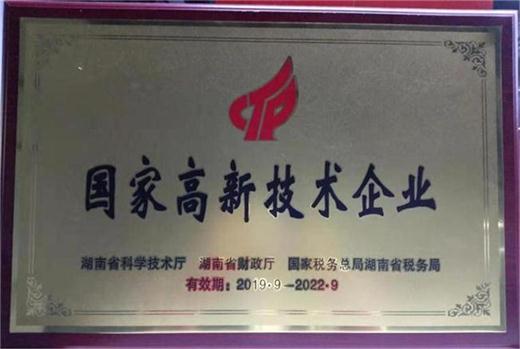 CTP
国家高新技术企业
湖南省科学技术厅 湖南省财政厅 国家税务总局湖南省税务局
有效期:2019·9－2022·9